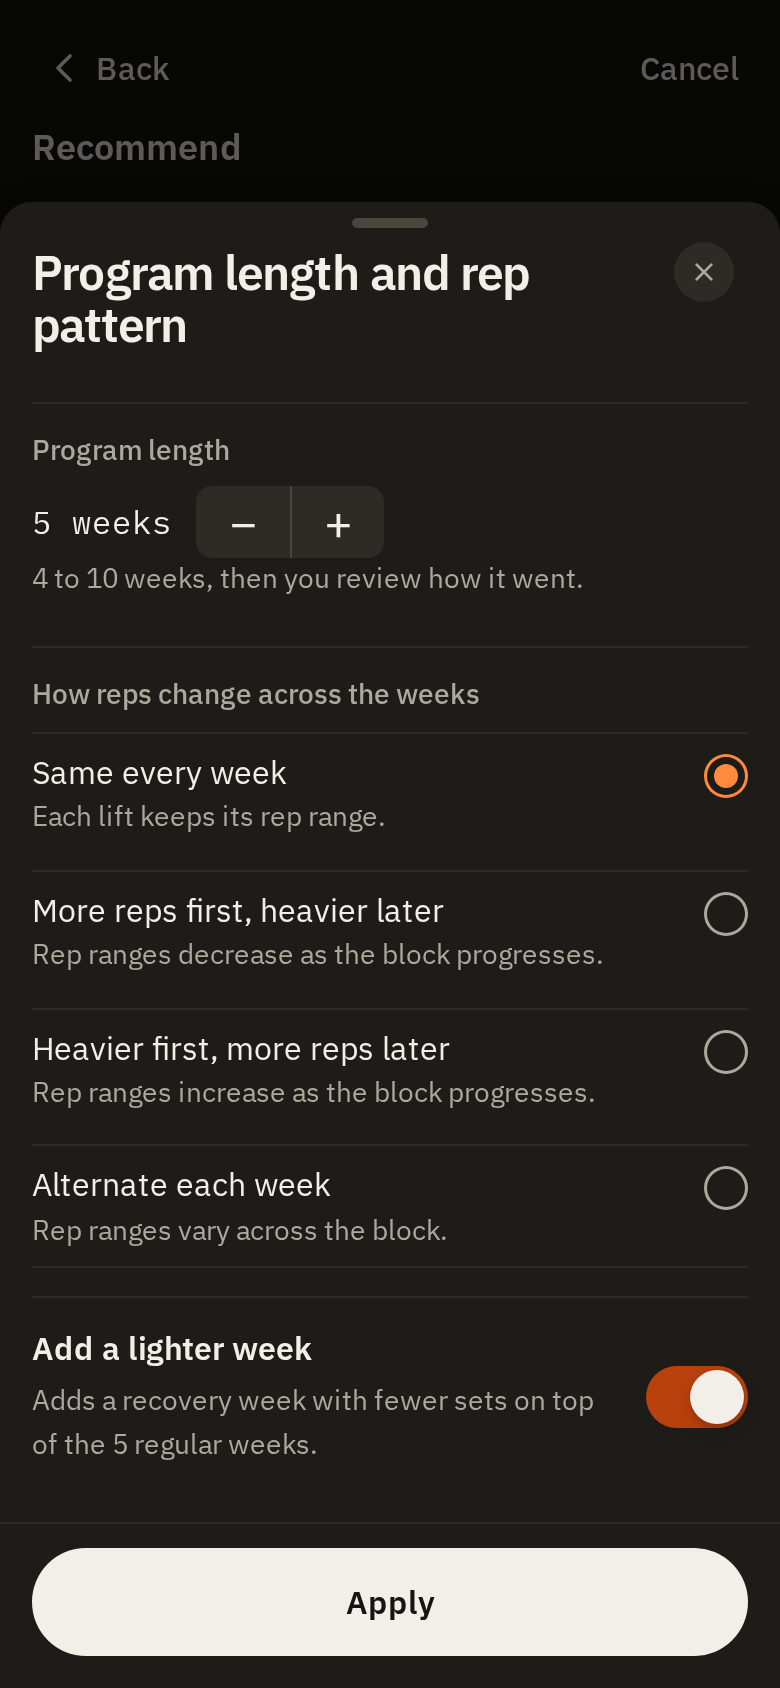 Back
Cancel
Recommend
Program length and rep
pattern
Program length
5 weeks
− +
4 to 10 weeks, then you review how it went.
How reps change across the weeks
Same every week
Each lift keeps its rep range.
More reps first, heavier later
Rep ranges decrease as the block progresses.
Heavier first, more reps later
Rep ranges increase as the block progresses.
Alternate each week
Rep ranges vary across the block.
Add a lighter week
Adds a recovery week with fewer sets on top
of the 5 regular weeks.
Apply